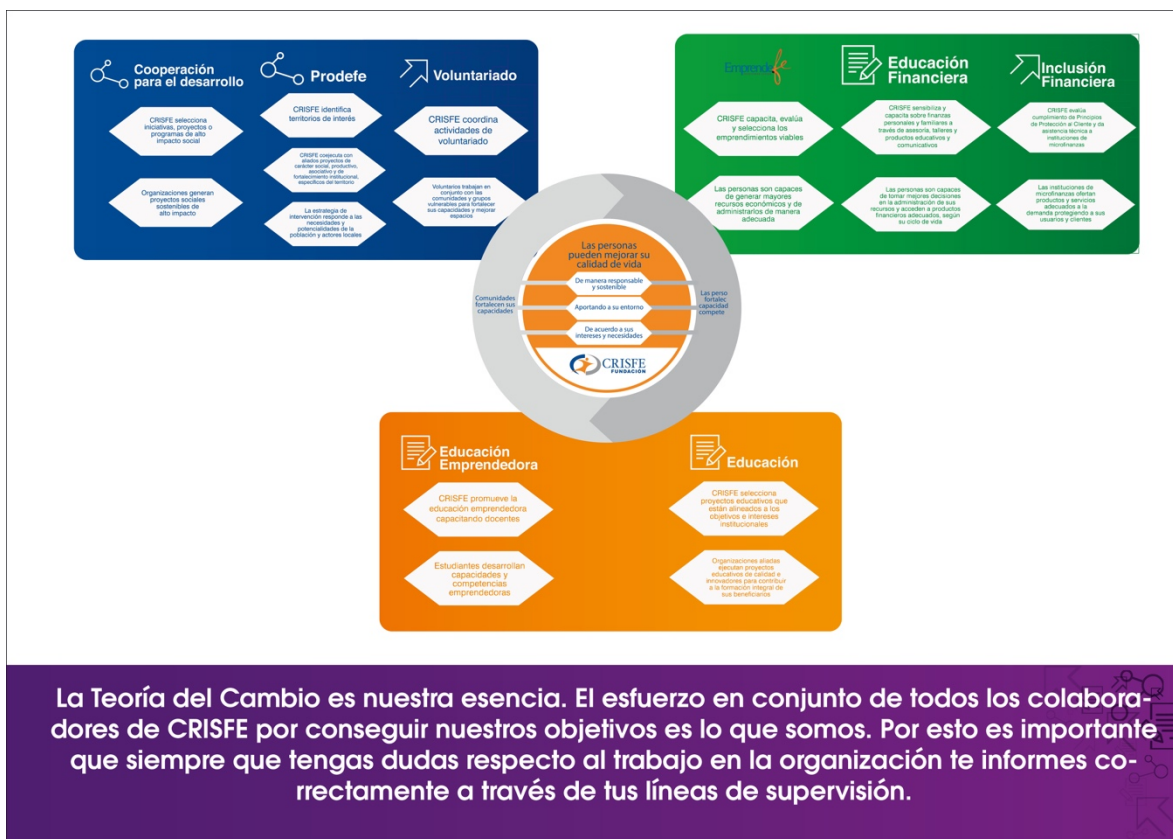 Cooperación
para el desarrollo
CRISFE selecciona
iniciativas, proyectos o
programas de alto
impacto social
Organizaciones generan
proyectos sociales
sostenibles de
alto impacto
Prodefe
CRISFE identifica
territorios de interés
CRISFE coejecuta con
aliados proyectos de
carácter social, productivo,
asociativo y de
fortalecimiento institucional,
específicos del territorio
La estrategia de
intervención responde a las
necesidades y
potencialidades de la
población y actores locales
Voluntariado
CRISFE coordina
actividades de
voluntariado
Voluntarios trabajan en
conjunto con las
comunidades y grupos
vulnerables para fortalecer
sus capacidades y mejorar
espacios
Emprendefe
CRISFE capacita, evalúa
y selecciona los
emprendimientos viables
Las personas son capaces
de generar mayores
recursos económicos y de
administrarlos de manera
adecuada
Educación
Financiera
CRISFE sensibiliza y
capacita sobre finanzas
personales y familiares a
través de asesoría, talleres y
productos educativos y
comunicativos
Las personas son capaces
de tomar mejores decisiones
en la administración de sus
recursos y acceden a productos
financieros adecuados, según
su ciclo de vida
Inclusión
Financiera
CRISFE evalúa
cumplimiento de Principios
de Protección al Cliente y da
asistencia técnica a
instituciones de
microfinanzas
Las instituciones de
microfinanzas ofertan
productos y servicios
adecuados a la
demanda protegiendo a sus
usuarios y clientes
Comunidades
fortalecen sus
capacidades
Las personas
pueden mejorar su
calidad de vida
De manera responsable
y sostenible
Aportando a su entorno
De acuerdo a sus
intereses y necesidades
CRISFE
FUNDACIÓN
Las perso
fortalec
capacidad
compete
Educación
Emprendedora
CRISFE promueve la
educación emprendedora
capacitando docentes
Estudiantes desarrollan
capacidades y
competencias
emprendedoras
Educación
CRISFE selecciona
proyectos educativos que
están alineados a los
objetivos e intereses
institucionales
Organizaciones aliadas
ejecutan proyectos
educativos de calidad e
innovadores para contribuir
a la formación integral de
sus beneficiarios
La Teoría del Cambio es nuestra esencia. El esfuerzo en conjunto de todos los colabora-
dores de CRISFE por conseguir nuestros objetivos es lo que somos. Por esto es importante
que siempre que tengas dudas respecto al trabajo en la organización te informes co-
rrectamente a través de tus líneas de supervisión.